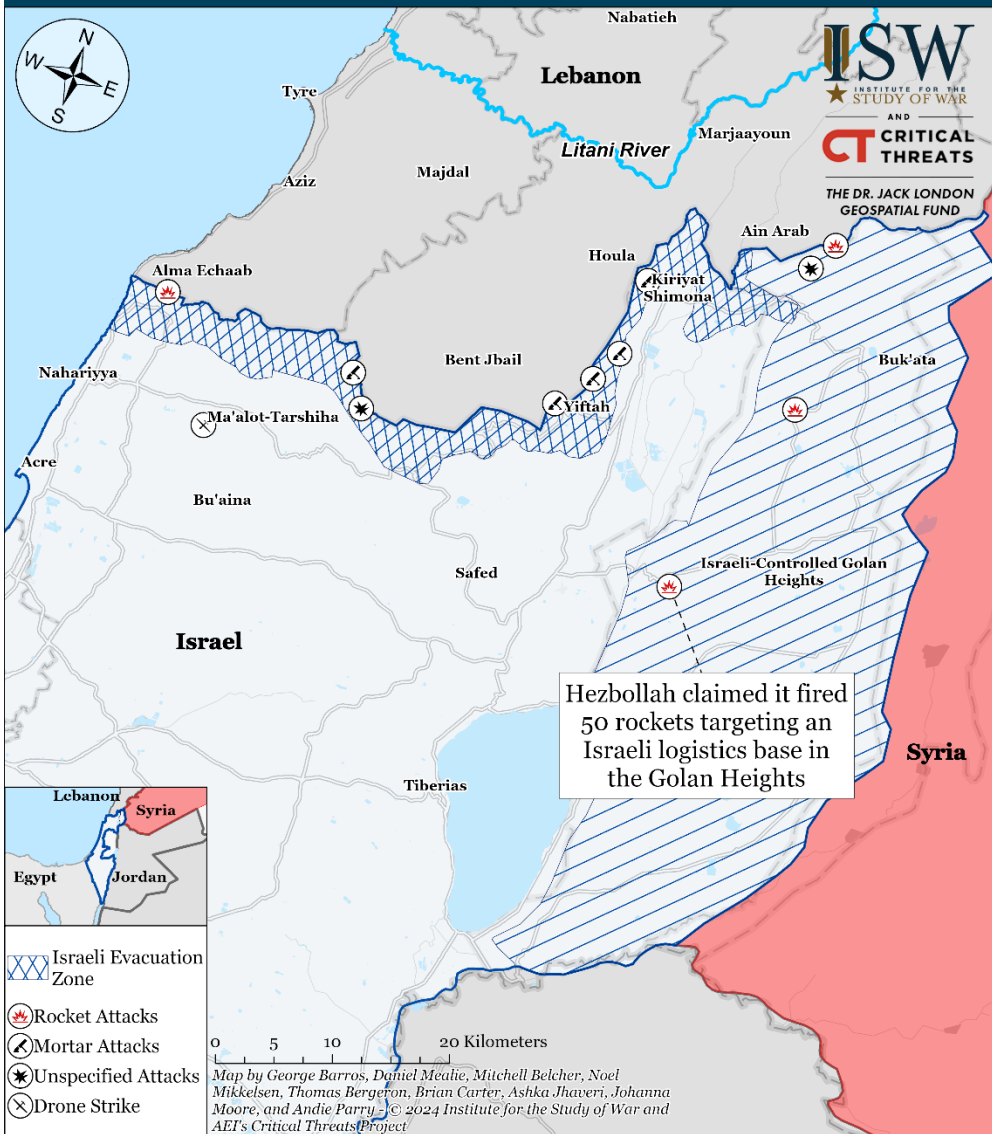 N
W
E
S
Nabatieh
Lebanon
ISW
INSTITUTE FOR THE
STUDY OF WAR
AND
CT CRITICAL
THREATS
THE DR. JACK LONDON
GEOSPATIAL FUND
Tyre
Litani River
Marjaayoun
Majdal
Aziz
Ain Arab
Houla
Alma Echaab
Kiriyat
Shimona
Bent Jbail
Buk'ata
Nahariyya
Yiftah
Ma'alot-Tarshiha
Acre
Bu'aina
Safed
Israeli-Controlled Golan
Heights
Israel
Hezbollah claimed it fired
50 rockets targeting an
Israeli logistics base in
the Golan Heights
Syria
Tiberias
Lebanon
Syria
Egypt
Jordan
Israeli Evacuation
Zone
Rocket Attacks
Mortar Attacks
Unspecified Attacks
Drone Strike
0 5 10 20 Kilometers
Map by George Barros, Daniel Mealie, Mitchell Belcher, Noel
Mikkelsen, Thomas Bergeron, Brian Carter, Ashka Jhaveri, Johanna
Moore, and Andie Parry - © 2024 Institute for the Study of War and
AEI's Critical Threats Project